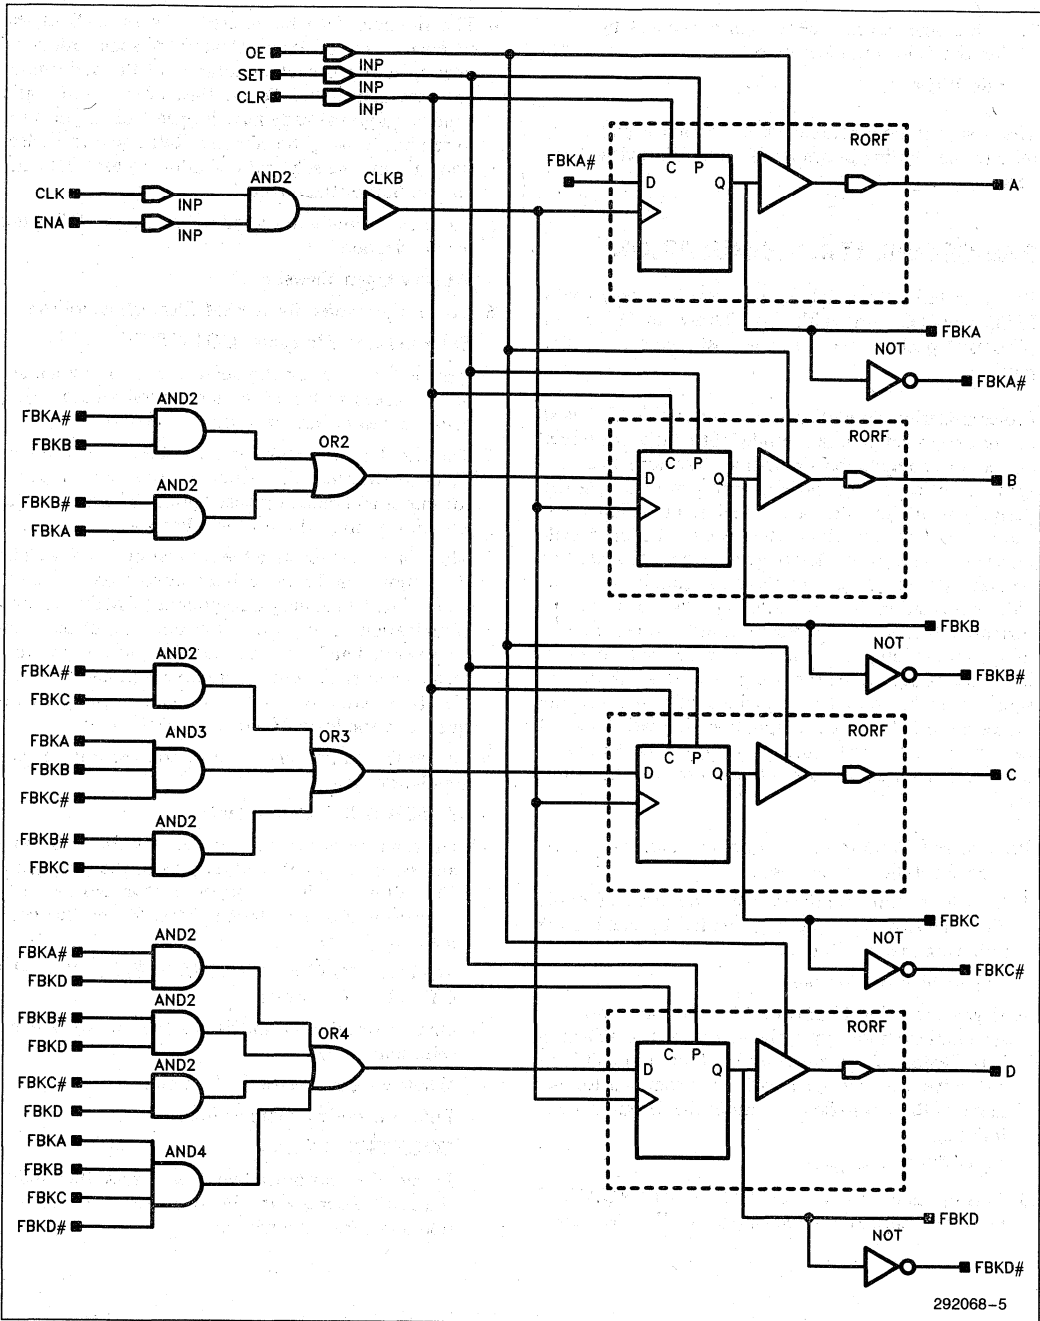 OE
INP
SET
INP
CLR
INP
RORF
FBKA#
C P
D Q
A
CLK
INP
ENA
INP
AND2
CLKB
FBKA
NOT
FBKA#
FBKA#
FBKB
AND2
FBKB#
FBKA
AND2
OR2
RORF
C P
D Q
B
FBKB
NOT
FBKB#
FBKA#
FBKC
AND2
FBKA
FBKB
FBKC#
AND3
FBKB#
FBKC
AND2
OR3
RORF
C P
D Q
C
FBKC
NOT
FBKC#
FBKA#
FBKD
AND2
FBKB#
FBKD
AND2
FBKC#
FBKD
AND2
FBKA
FBKB
FBKC
FBKD#
AND4
OR4
RORF
C P
D Q
D
FBKD
NOT
FBKD#
292068-5